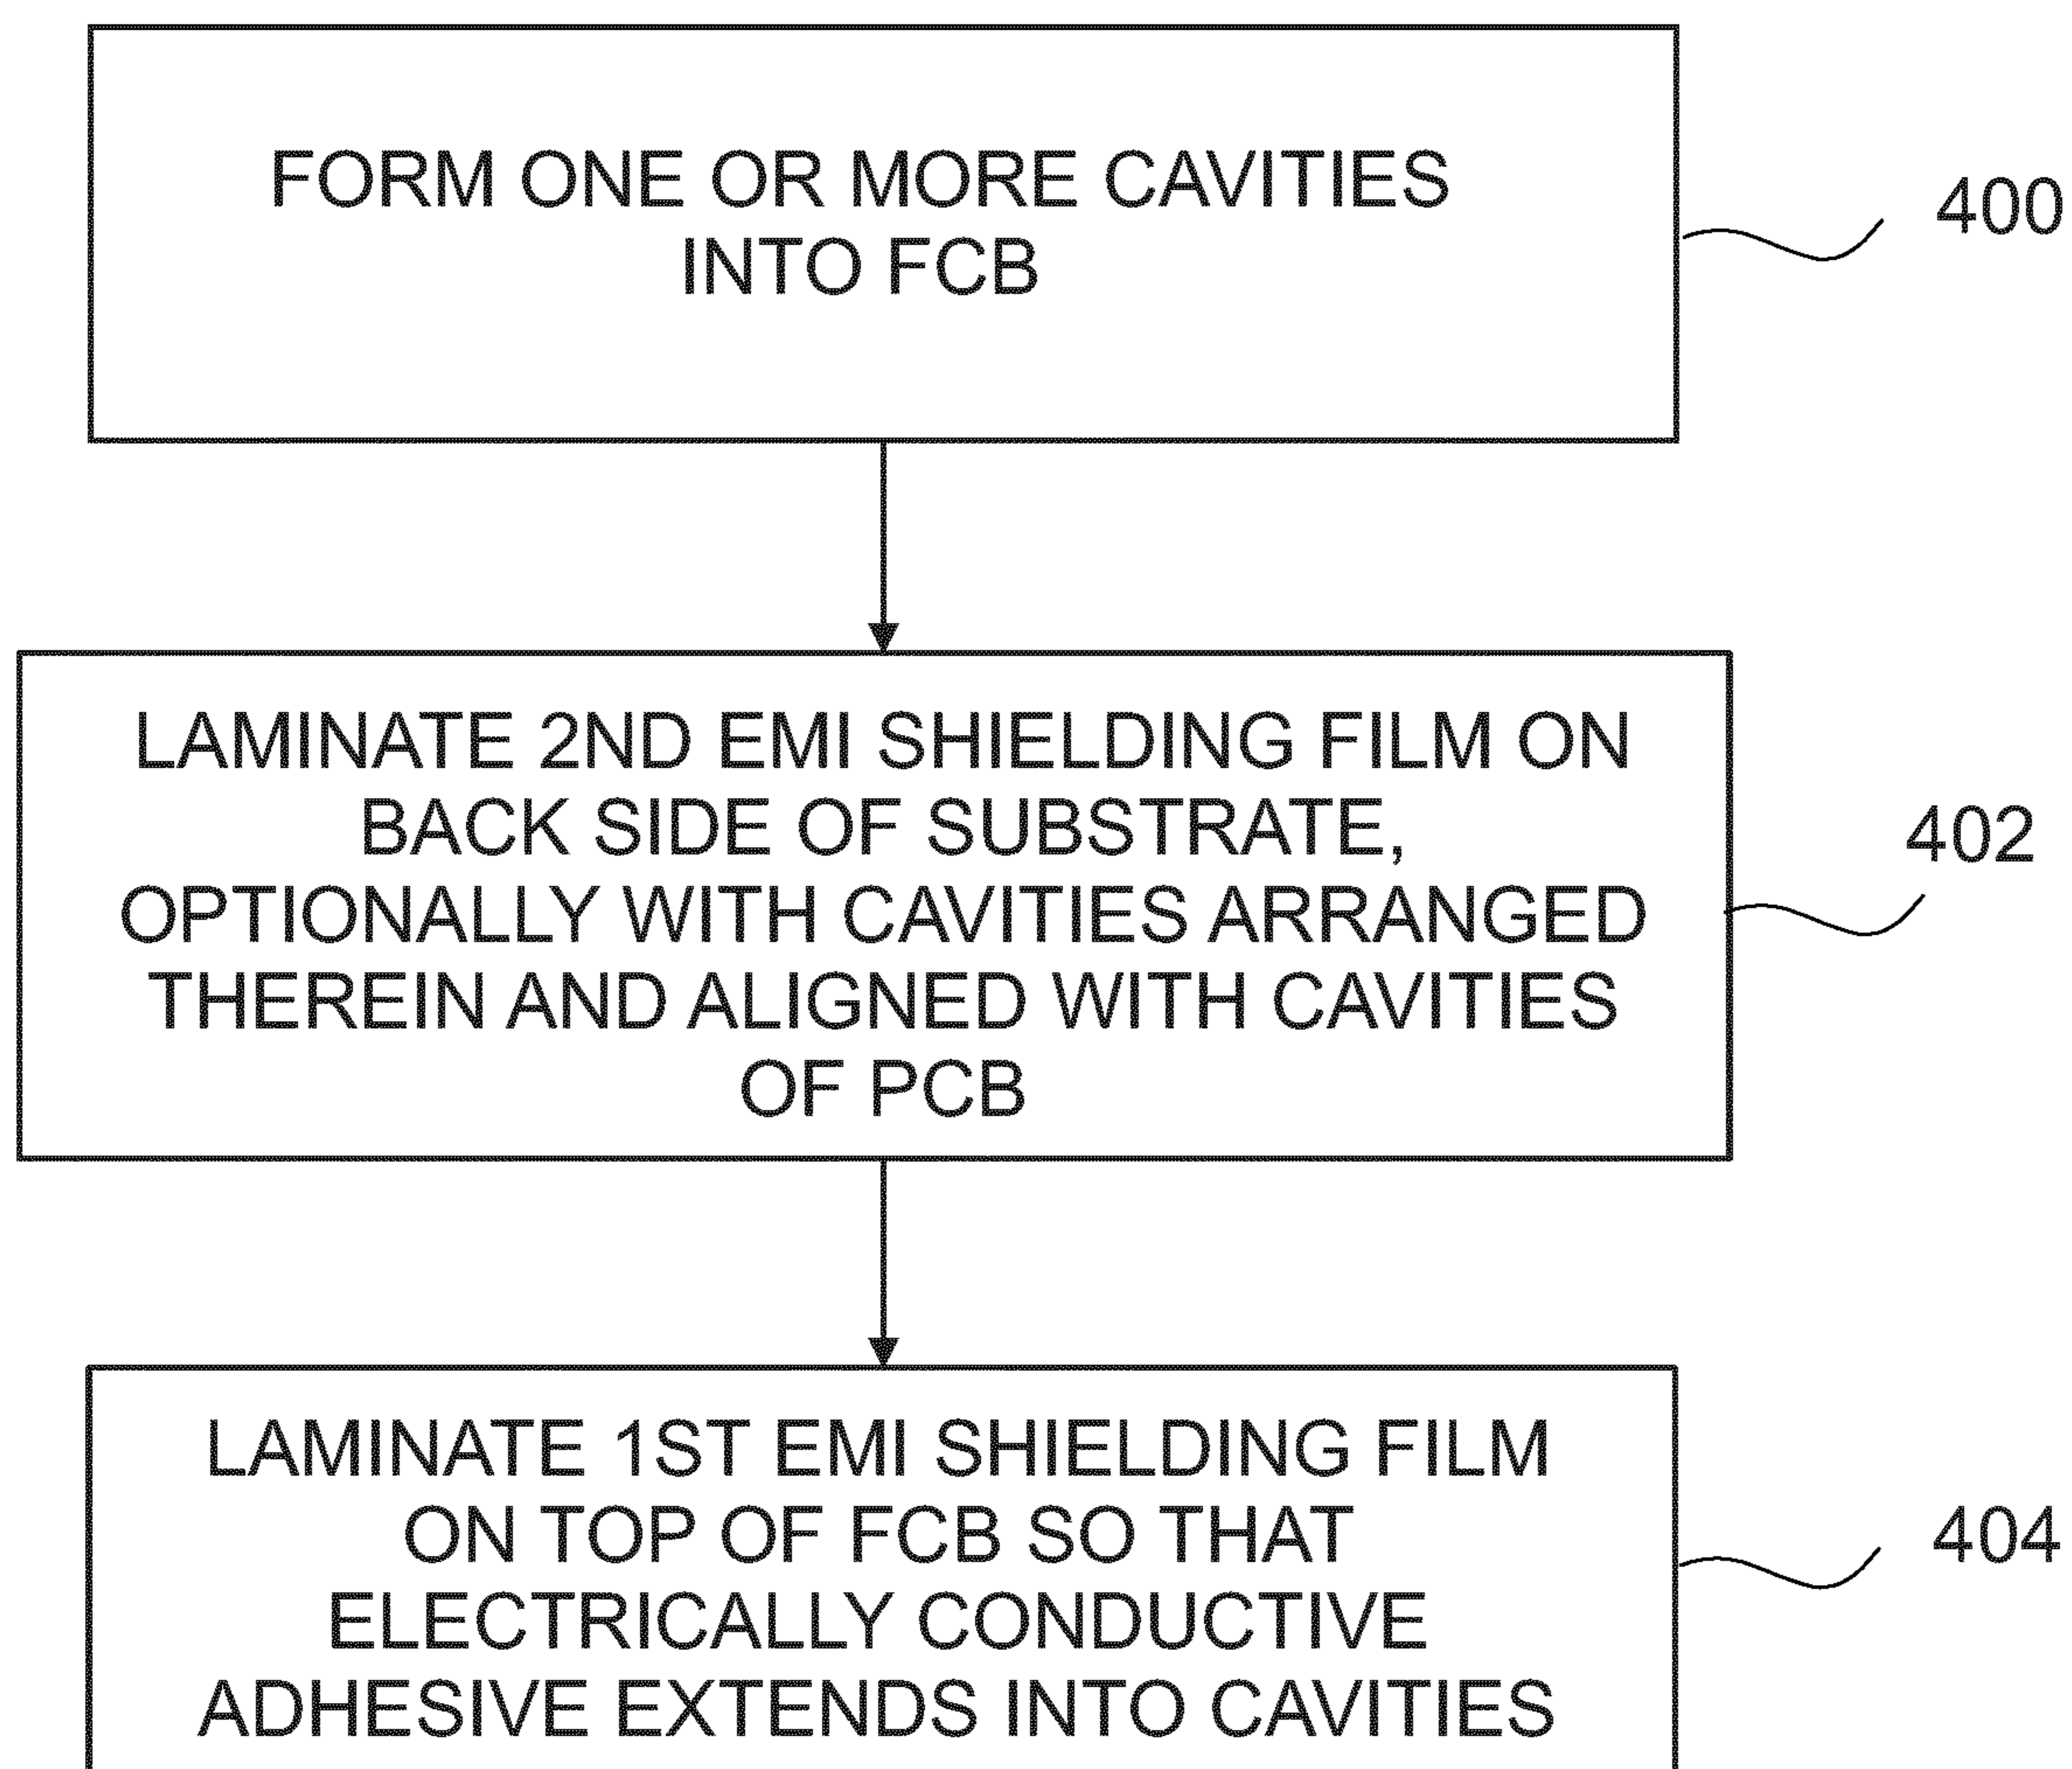 FORM ONE OR MORE CAVITIES
INTO FCB
400
LAMINATE 2ND EMI SHIELDING FILM ON
BACK SIDE OF SUBSTRATE,
OPTIONALLY WITH CAVITIES ARRANGED
THEREIN AND ALIGNED WITH CAVITIES
OF PCB
402
LAMINATE 1ST EMI SHIELDING FILM
ON TOP OF FCB SO THAT
ELECTRICALLY CONDUCTIVE
ADHESIVE EXTENDS INTO CAVITIES
404